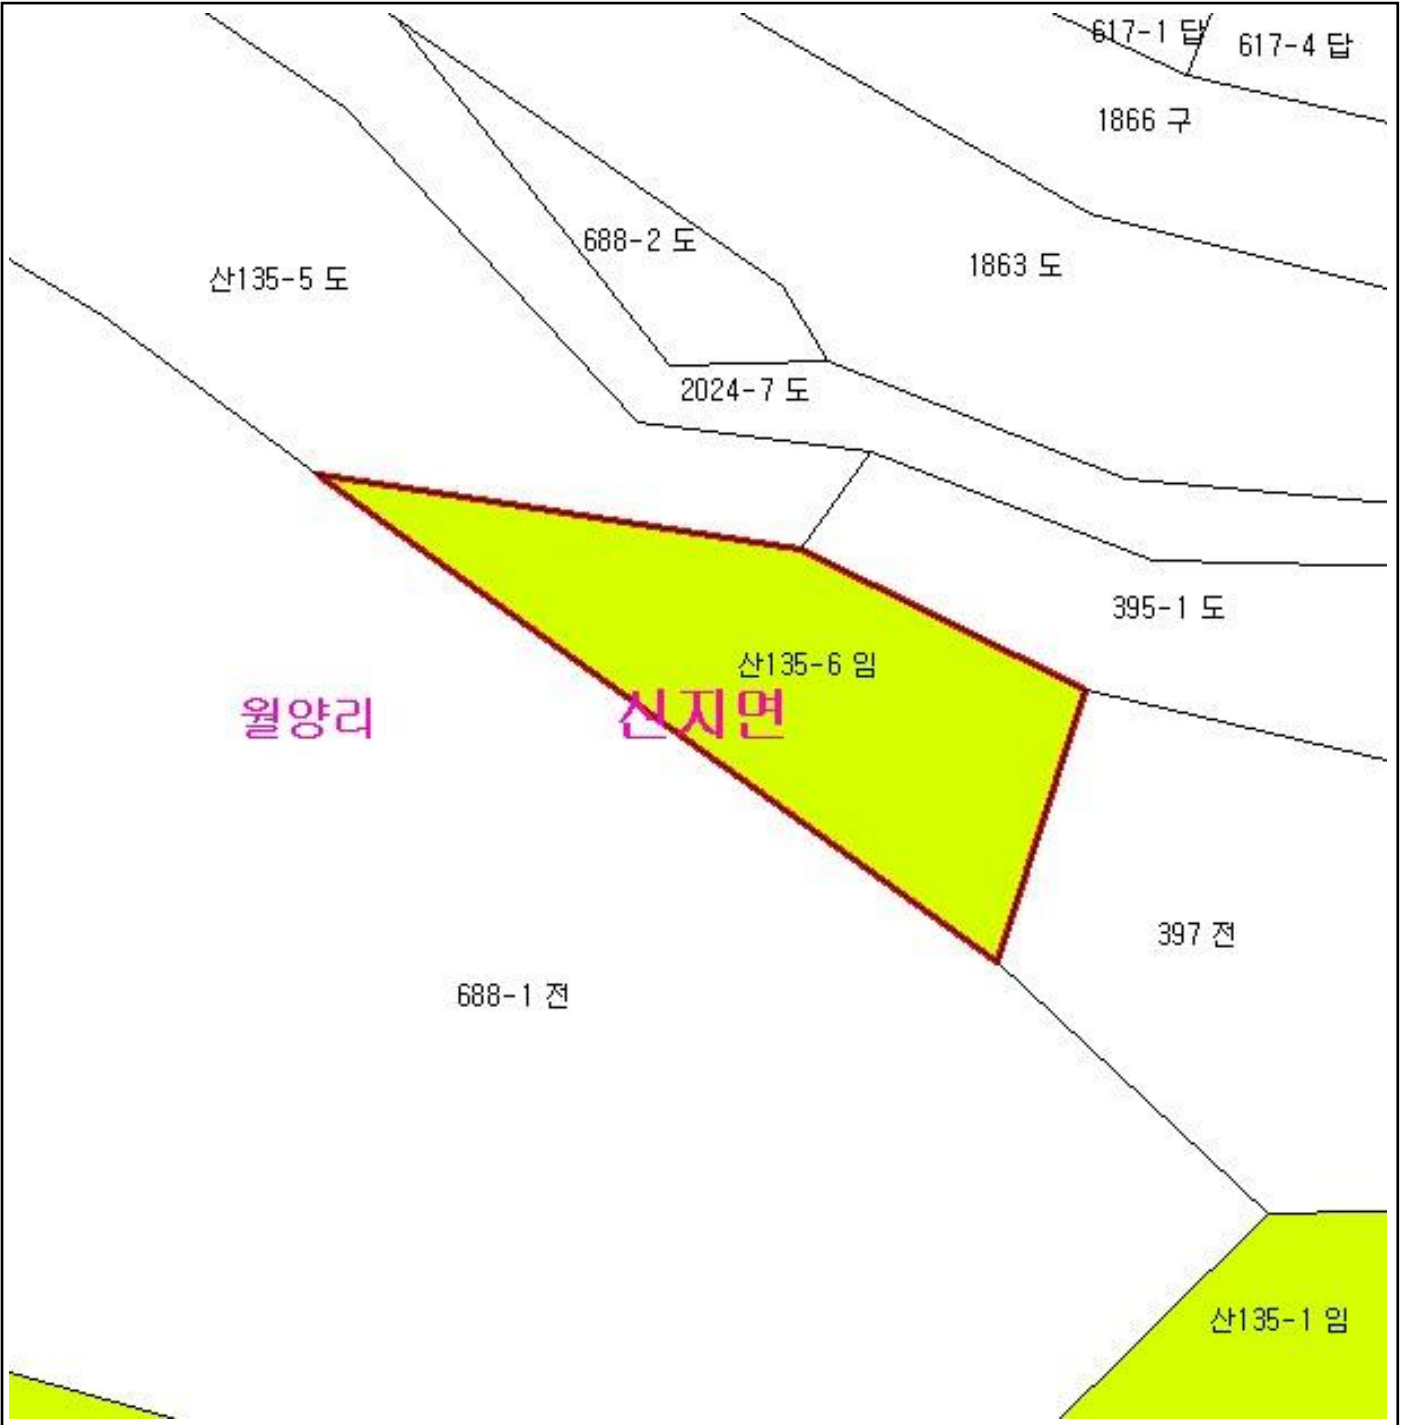 617-1 답
617-4 답
1866 구
688-2 도
1863 도
산135-5 도
2024-7 도
395-1 도
산135-6 임
월양리
신지면
397 전
688-1 전
산135-1 임